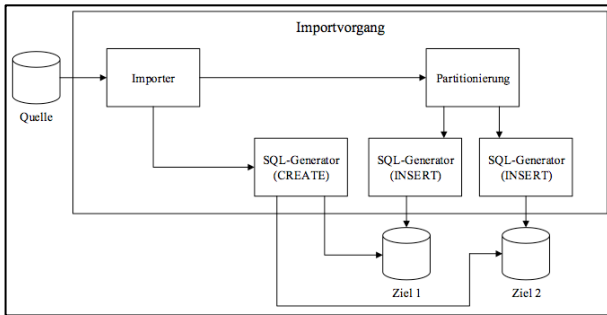 Importvorgang
Importer
Partitionierung
Quelle
SQL-Generator
(CREATE)
SQL-Generator
(INSERT)
SQL-Generator
(INSERT)
Ziel 1
Ziel 2